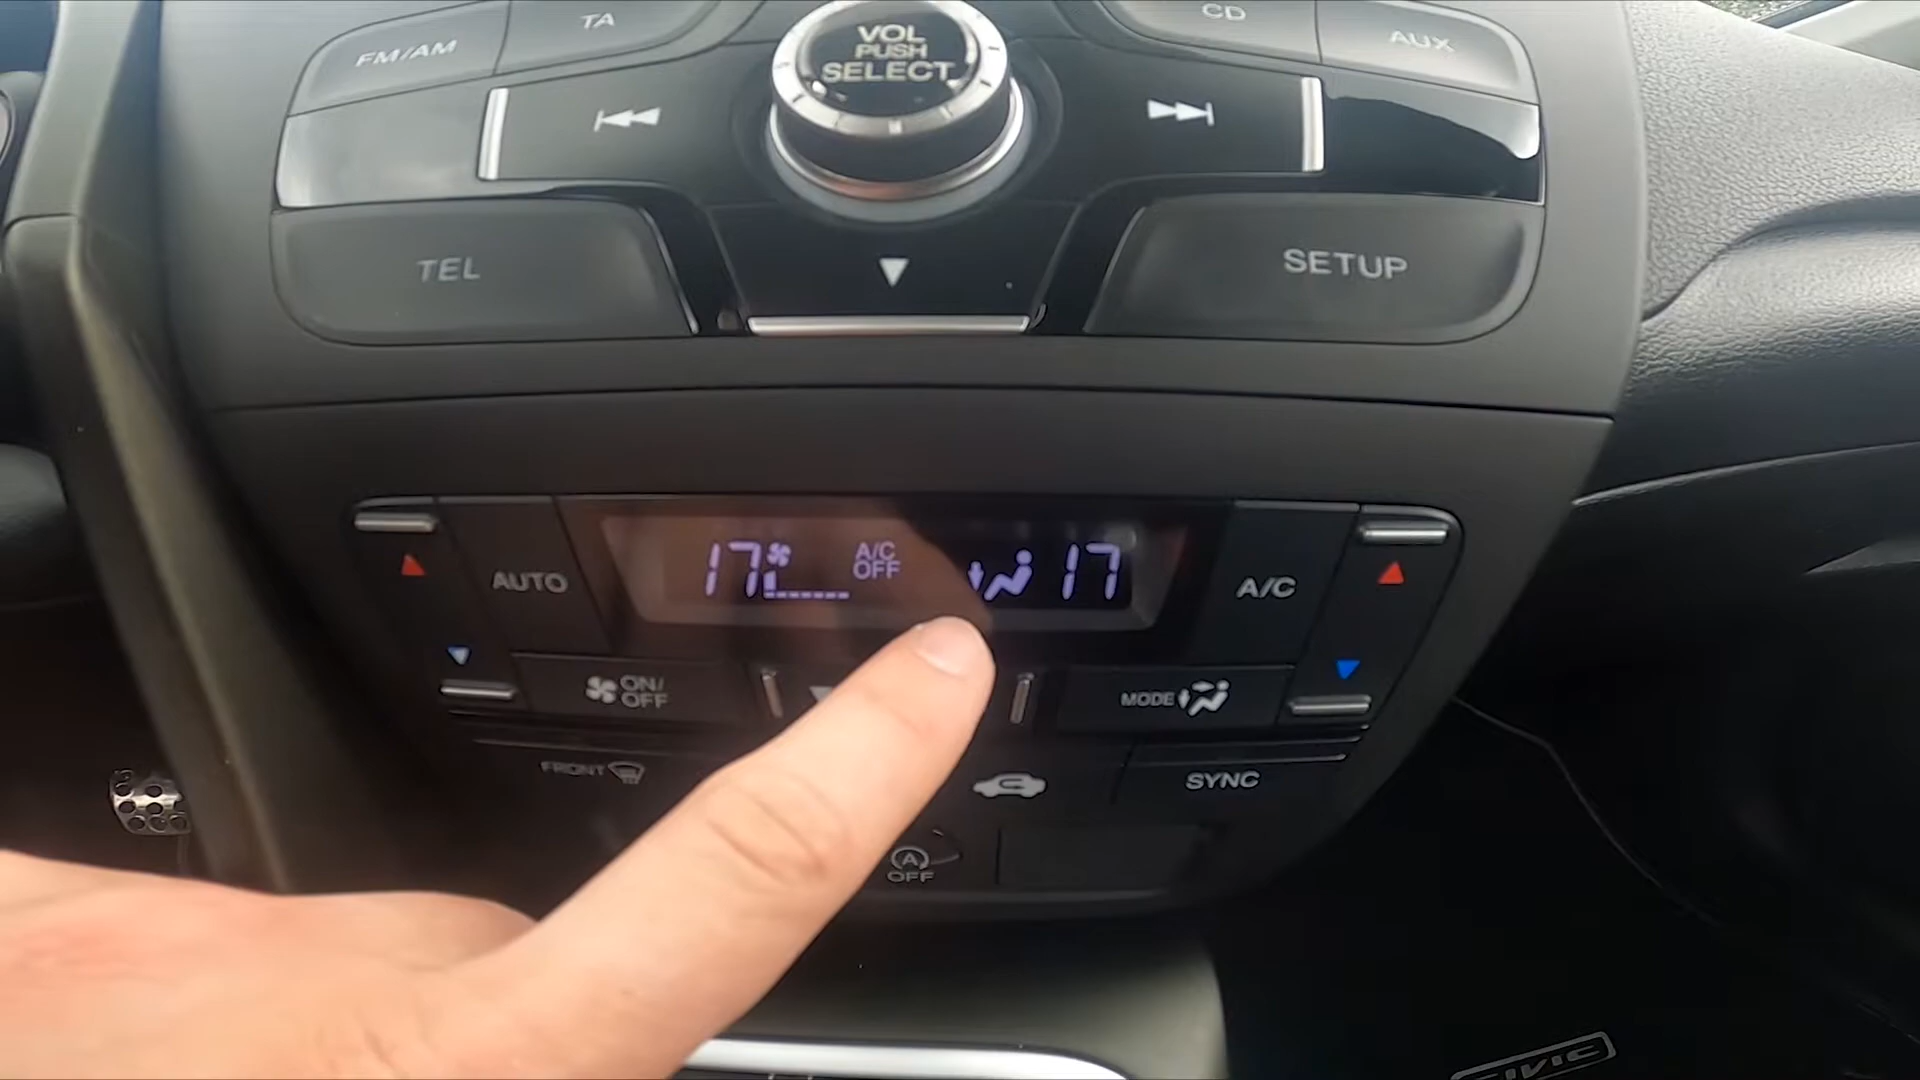 FM/AM
TA
VOL
PUSH
SELECT
CD
AUX
TEL
SETUP
AUTO
17
A/C
OFF
17
A/C
ON/
OFF
MODE
FRONT
SYNC
A
OFF
CIVIC